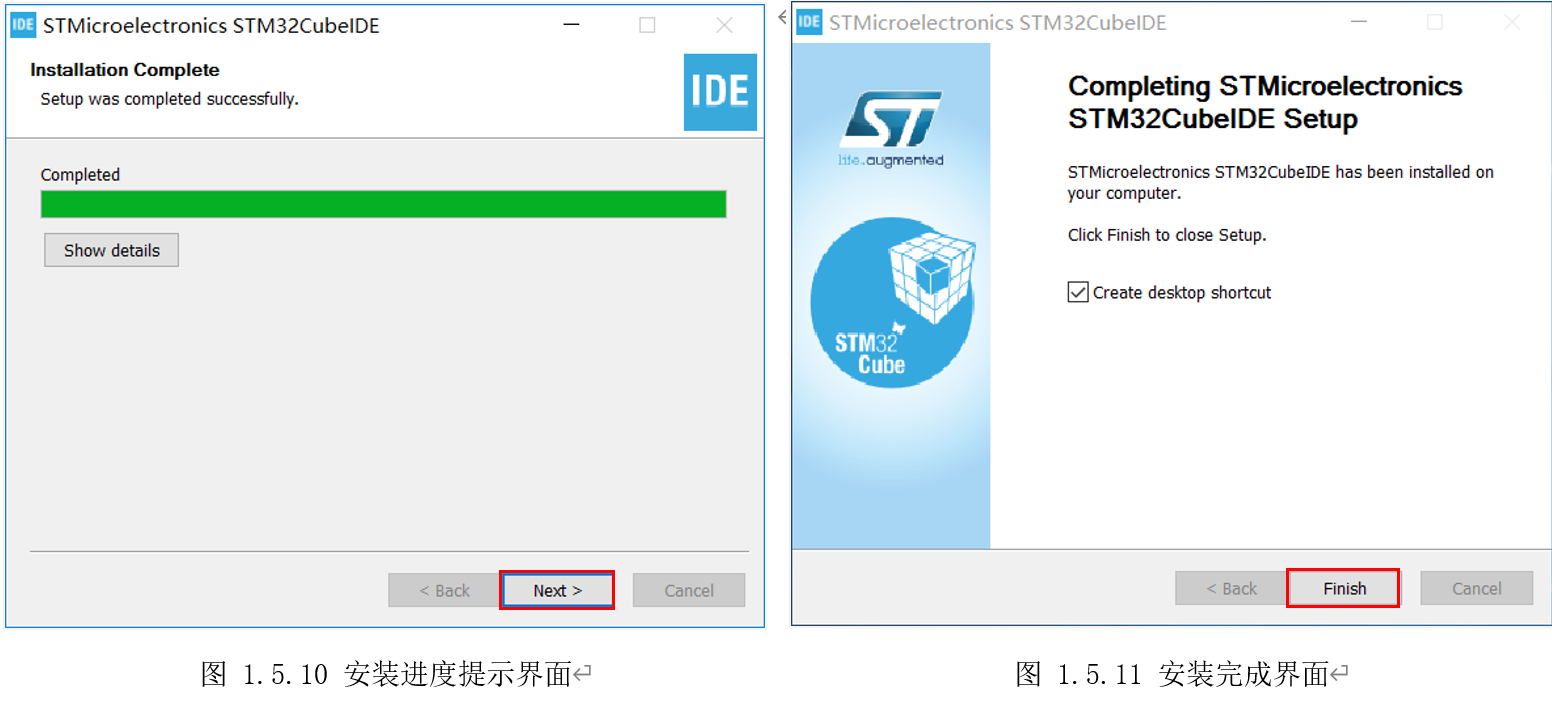 IDE STMicroelectronics STM32CubeIDE
Installation Complete
Setup was completed successfully.
IDE
Completed
Show details
< Back
Next >
Cancel
图 1.5.10 安装进度提示界面
IDE STMicroelectronics STM32CubeIDE
ST
life.augmented
STM32
Cube
Completing STMicroelectronics
STM32CubeIDE Setup
STMicroelectronics STM32CubeIDE has been installed on
your computer.
Click Finish to close Setup.
Create desktop shortcut
< Back
Finish
Cancel
图 1.5.11 安装完成界面